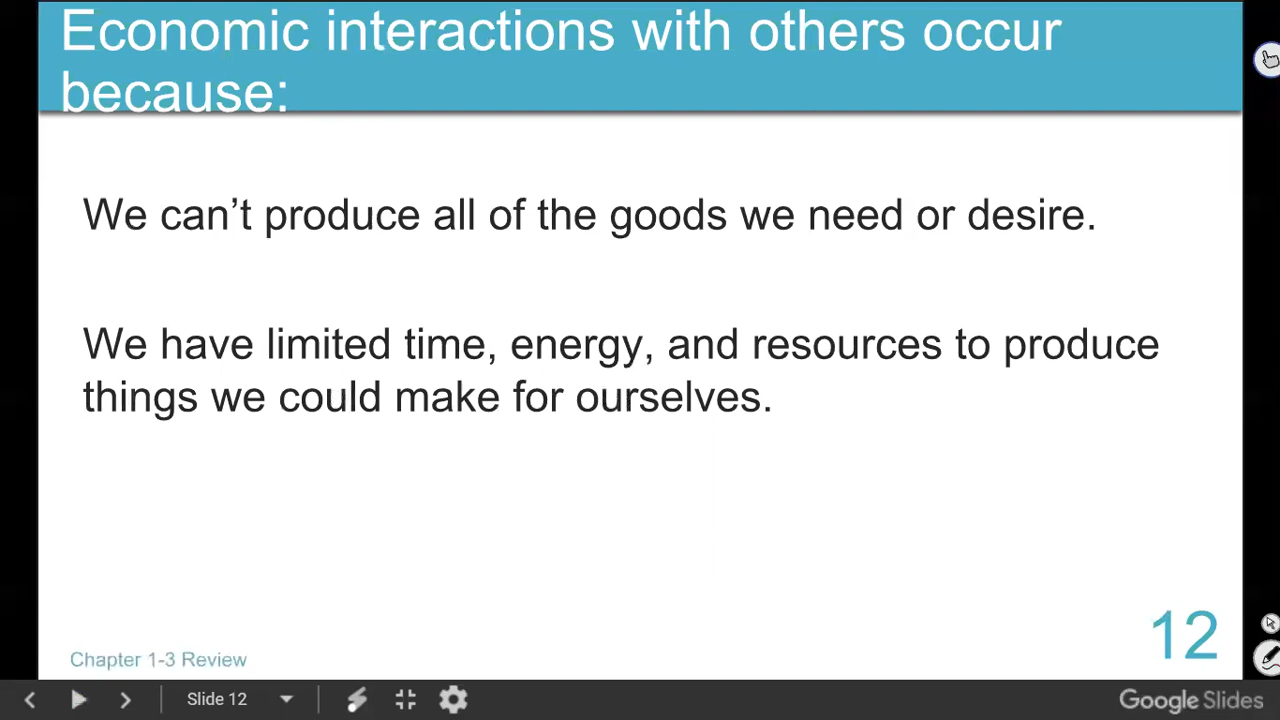 Economic interactions with others occur
because:
We can’t produce all of the goods we need or desire.
We have limited time, energy, and resources to produce
things we could make for ourselves.
12
Chapter 1-3 Review
Slide 12
Google Slides